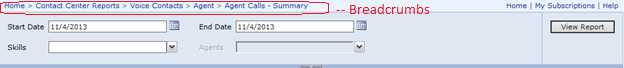 Home > Contact Center Reports > Voice Contacts > Agent > Agent Calls - Summary -- Breadcrumbs Home | My Subscriptions | Help
Start Date 11/4/2013 End Date 11/4/2013 View Report
Skills Agents